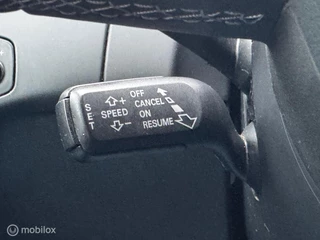 OFF
CANCEL
ON
RESUME
+
SPEED
-
SET
mobilox